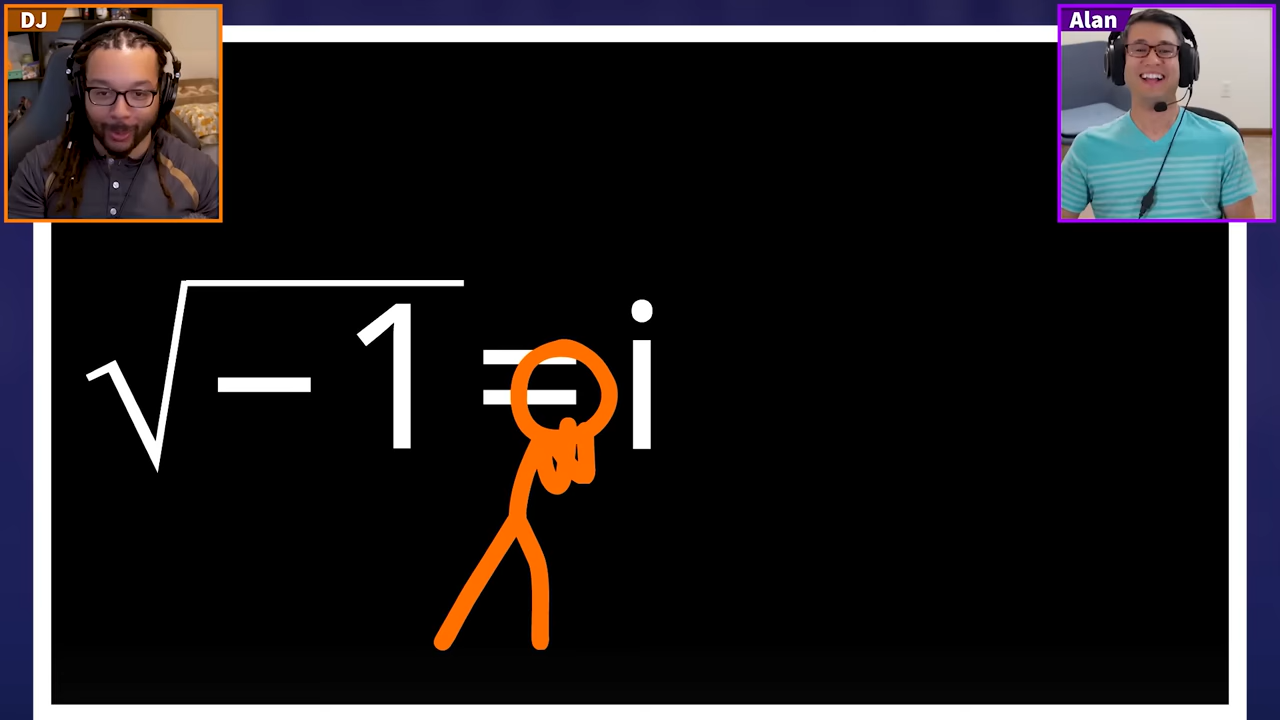 DJ
Alan
√-1 = i